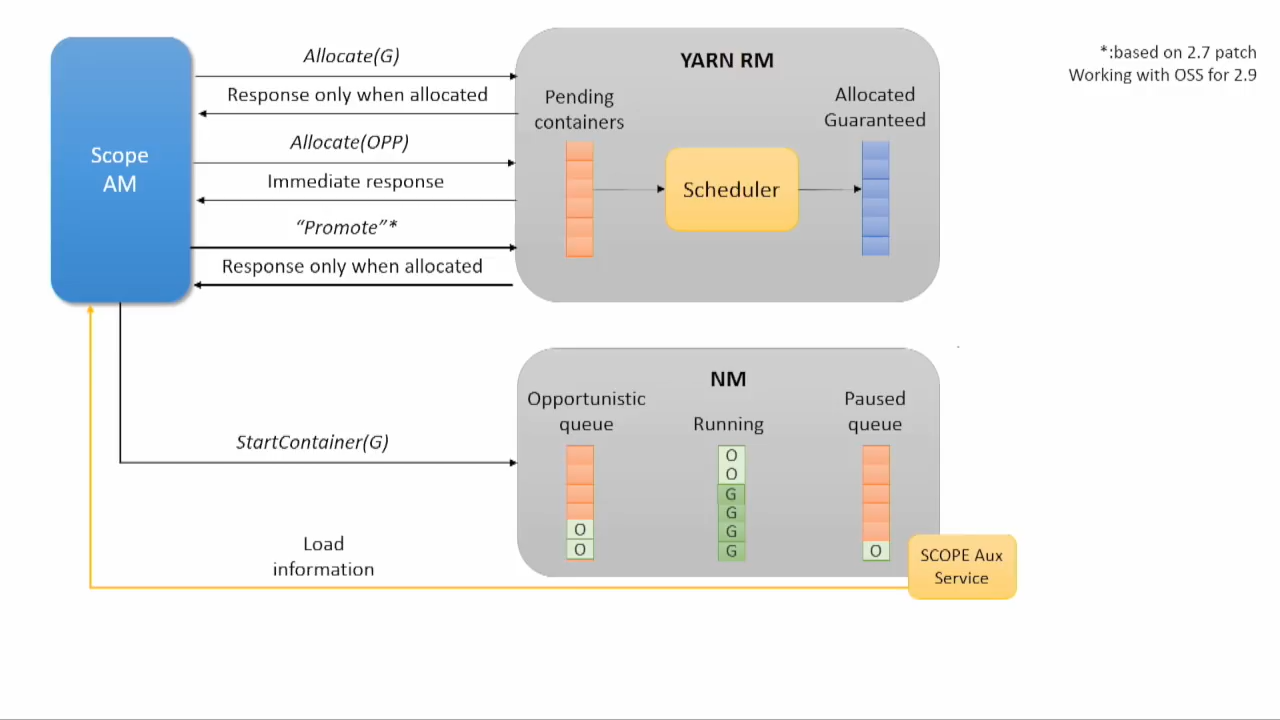 Allocate(G)
Response only when allocated
Allocate(OPP)
Immediate response
“Promote”*
Response only when allocated
Scope
AM
YARN RM
Pending
containers
Scheduler
Allocated
Guaranteed
*:based on 2.7 patch
Working with OSS for 2.9
NM
Opportunistic
queue
Running
Paused
queue
O
O
O
O
G
G
G
G
O
StartContainer(G)
Load
information
SCOPE Aux
Service